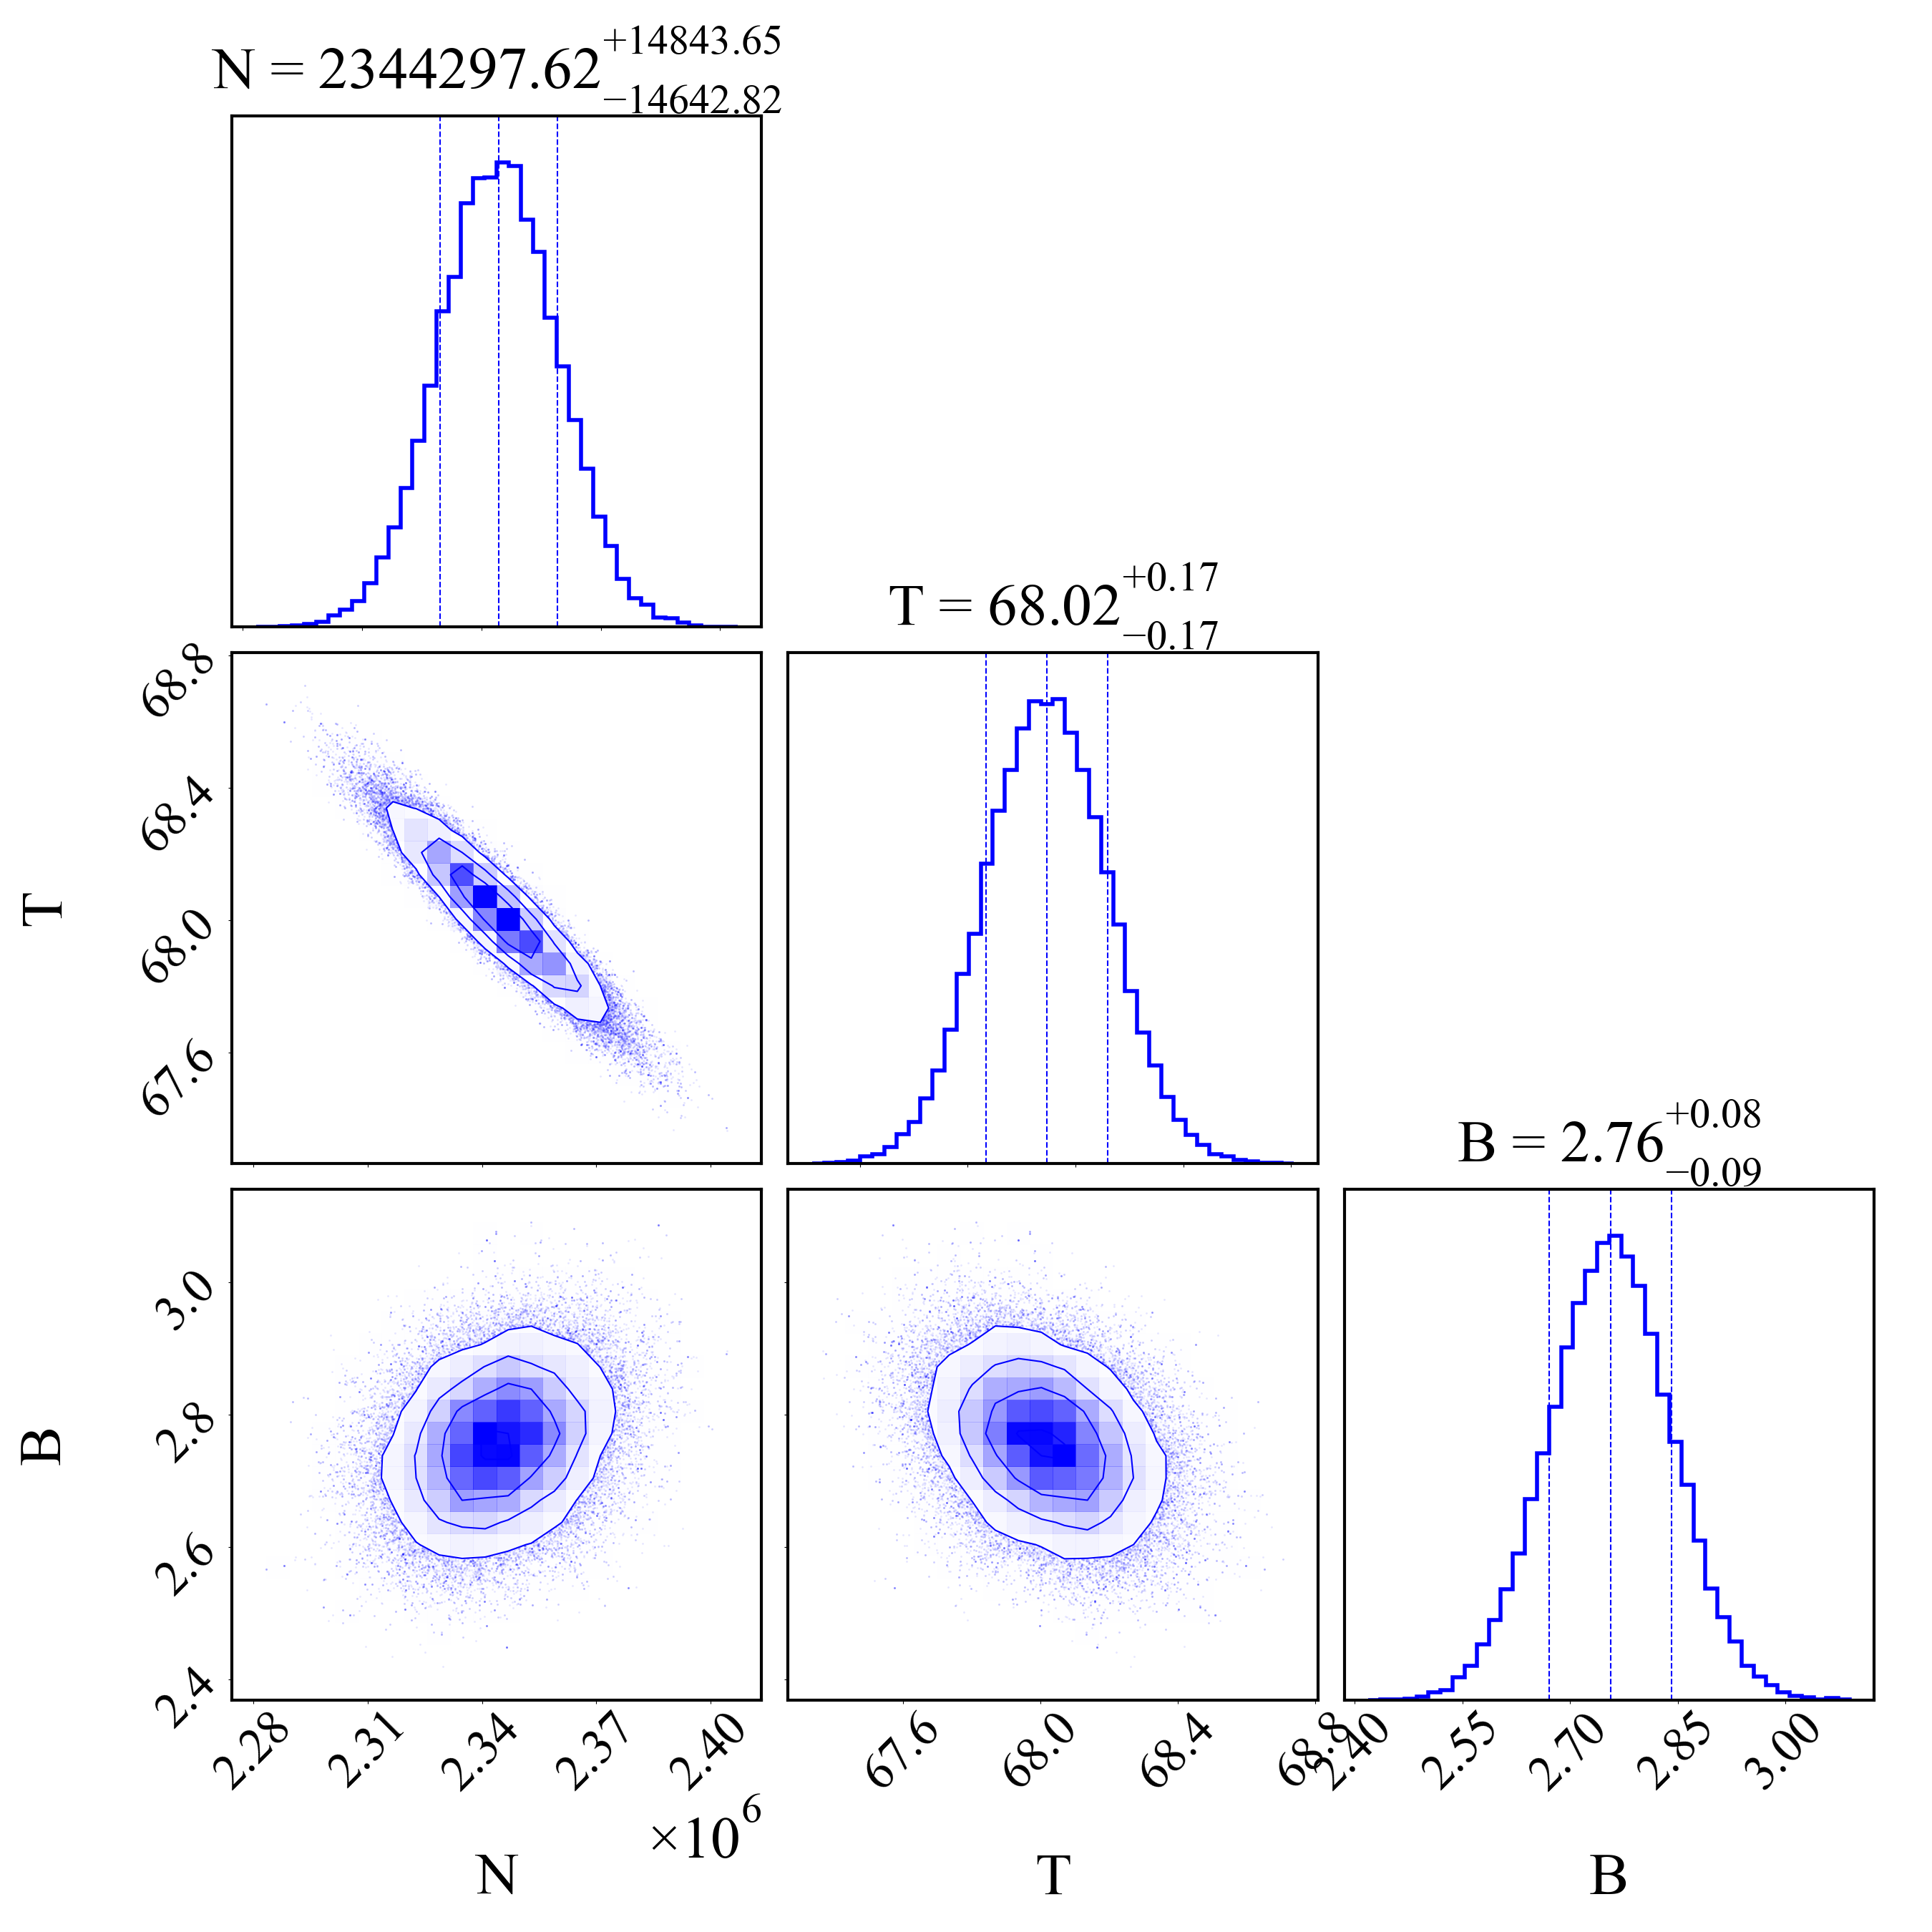 N = 2344297.62 +14843.65 −14642.82
T = 68.02 +0.17 −0.17
68.8
68.4
68.0
67.6
T
B = 2.76 +0.08 −0.09
3.0
2.8
2.6
2.4
B
2.28 2.31 2.34 2.37 2.40
×10^6
N
67.6 68.0 68.4 68.8
T
2.40 2.55 2.70 2.85 3.00
B